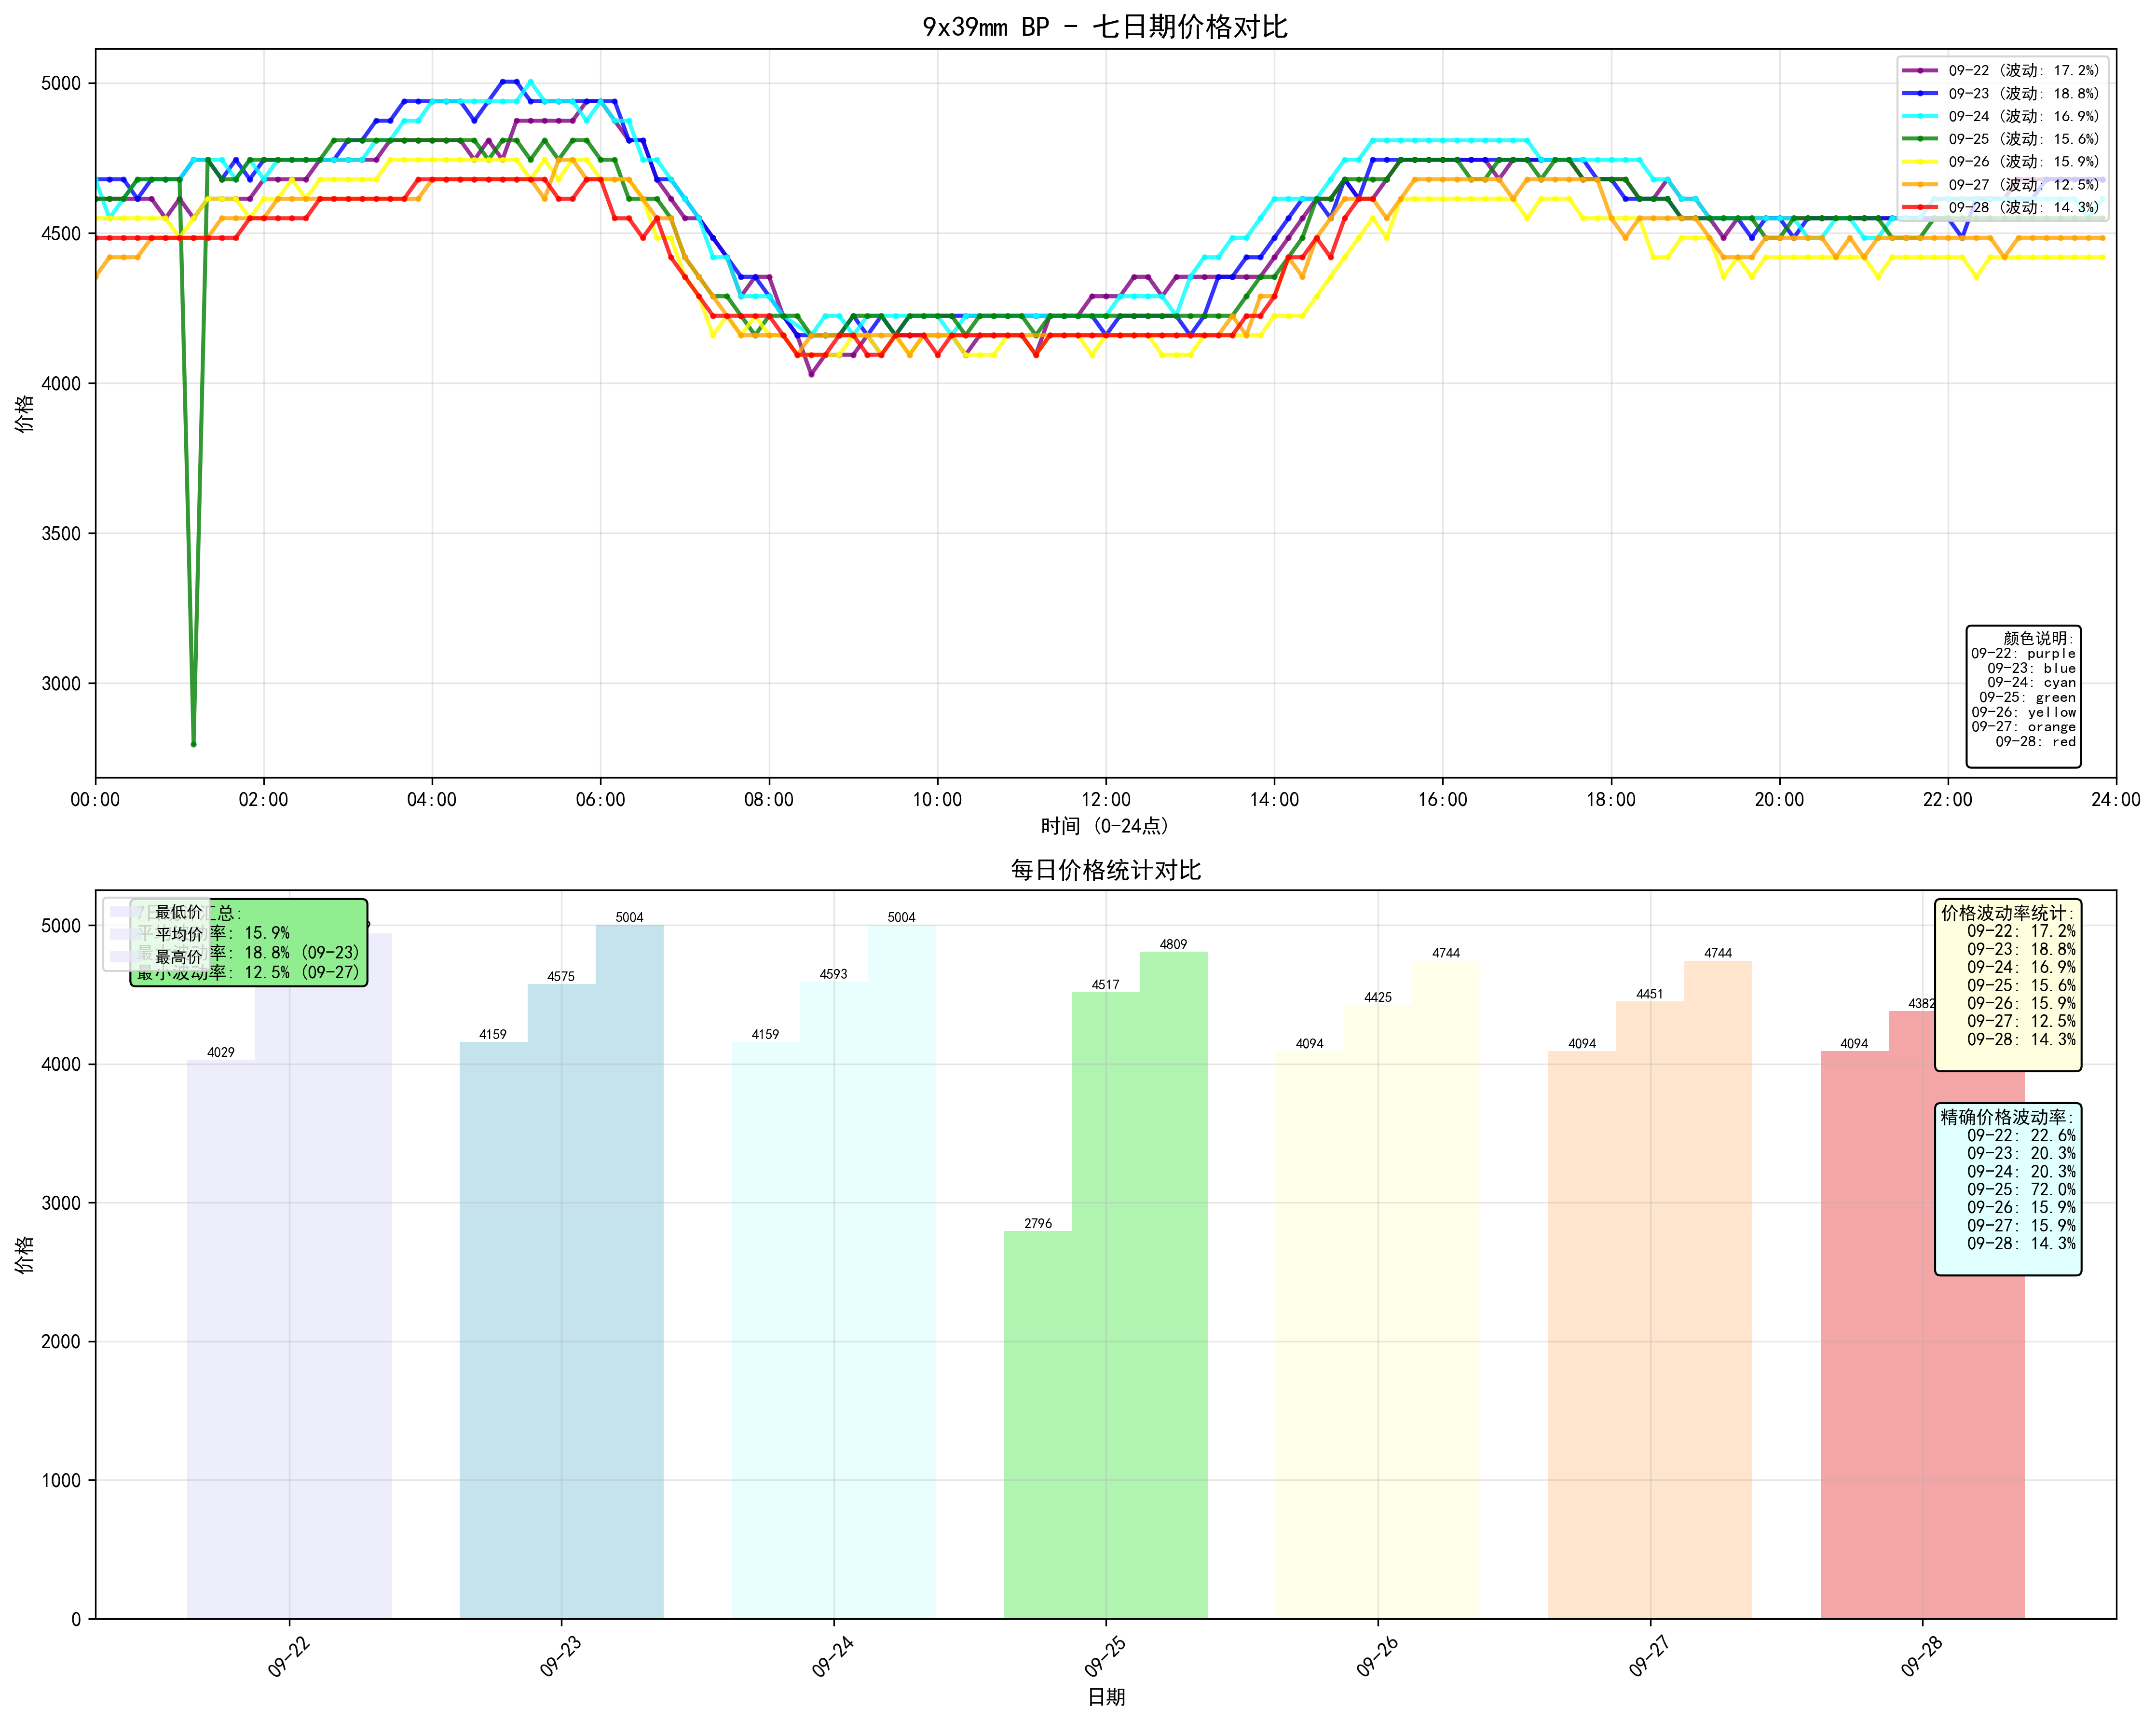 9x39mm BP - 七日期价格对比
5000
4500
4000
3500
3000
价格
09-22 (波动: 17.2%)
09-23 (波动: 18.8%)
09-24 (波动: 16.9%)
09-25 (波动: 15.6%)
09-26 (波动: 15.9%)
09-27 (波动: 12.5%)
09-28 (波动: 14.3%)
颜色说明:
09-22: purple
09-23: blue
09-24: cyan
09-25: green
09-26: yellow
09-27: orange
09-28: red
00:00 02:00 04:00 06:00 08:00 10:00 12:00 14:00 16:00 18:00 20:00 22:00 24:00
时间 (0-24点)
每日价格统计对比
5000
4000
3000
2000
1000
0
价格
最低价
平均价
最高价
汇总:
率: 15.9%
率: 18.8% (09-23)
最小波动率: 12.5% (09-27)
4029
4159
4575
5004
4159
4593
5004
2796
4517
4809
4094
4425
4744
4094
4451
4744
4094
4382
价格波动率统计:
09-22: 17.2%
09-23: 18.8%
09-24: 16.9%
09-25: 15.6%
09-26: 15.9%
09-27: 12.5%
09-28: 14.3%
精确价格波动率:
09-22: 22.6%
09-23: 20.3%
09-24: 20.3%
09-25: 72.0%
09-26: 15.9%
09-27: 15.9%
09-28: 14.3%
09-22 09-23 09-24 09-25 09-26 09-27 09-28
日期